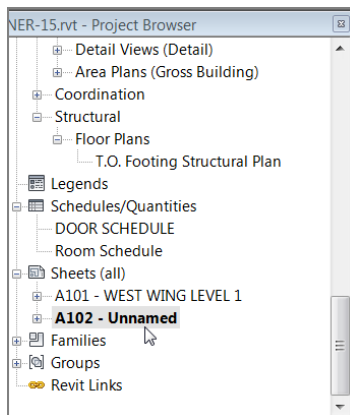 NER-15.rvt - Project Browser
Detail Views (Detail)
Area Plans (Gross Building)
Coordination
Structural
Floor Plans
T.O. Footing Structural Plan
Legends
Schedules/Quantities
DOOR SCHEDULE
Room Schedule
Sheets (all)
A101 - WEST WING LEVEL 1
A102 - Unnamed
Families
Groups
Revit Links